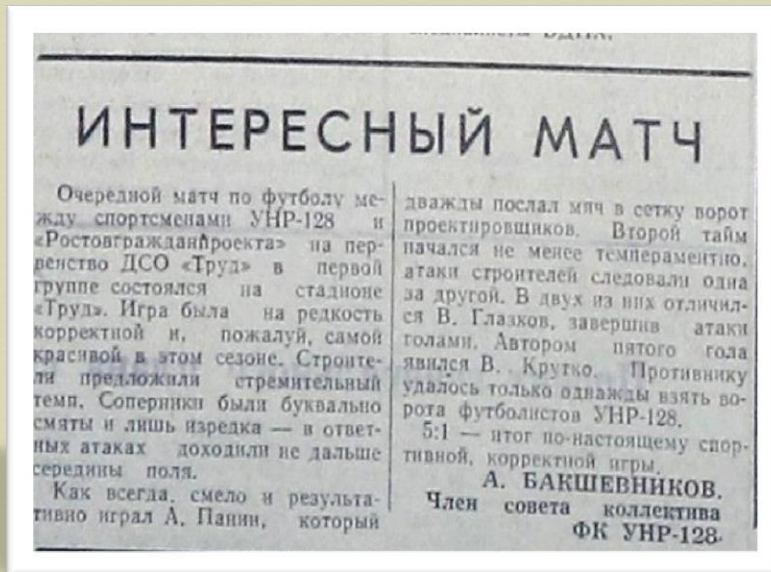 ВДНХ.
ИНТЕРЕСНЫЙ МАТЧ
Очередной матч по футболу ме-
жду спортсменами УНР-128 и
«Ростовгражданпроекта» на пер-
венство ДСО «Труд» в первой
группе состоялся на стадионе
«Труд». Игра была на редкость
корректной и, пожалуй, самой
красивой в этом сезоне. Строите-
ли предложили стремительный
темп. Соперники были буквально
смяты и лишь изредка — в ответ-
ных атаках доходили не дальше
середины поля.
Как всегда, смело и результа-
тивно играл А. Панин, который
дважды послал мяч в сетку ворот
проектировщиков. Второй тайм
начался не менее темпераментно,
атаки строителей следовали одна
за другой. В двух из них отличил-
ся В. Глазков, завершив атаки
голами. Автором пятого гола
явился В. Крутко. Противнику
удалось только однажды взять во-
рота футболистов УНР-128.
5:1 — итог по-настоящему спор-
тивной, корректной игры.
А. БАКШЕВНИКОВ.
Член совета коллектива
ФК УНР-128.